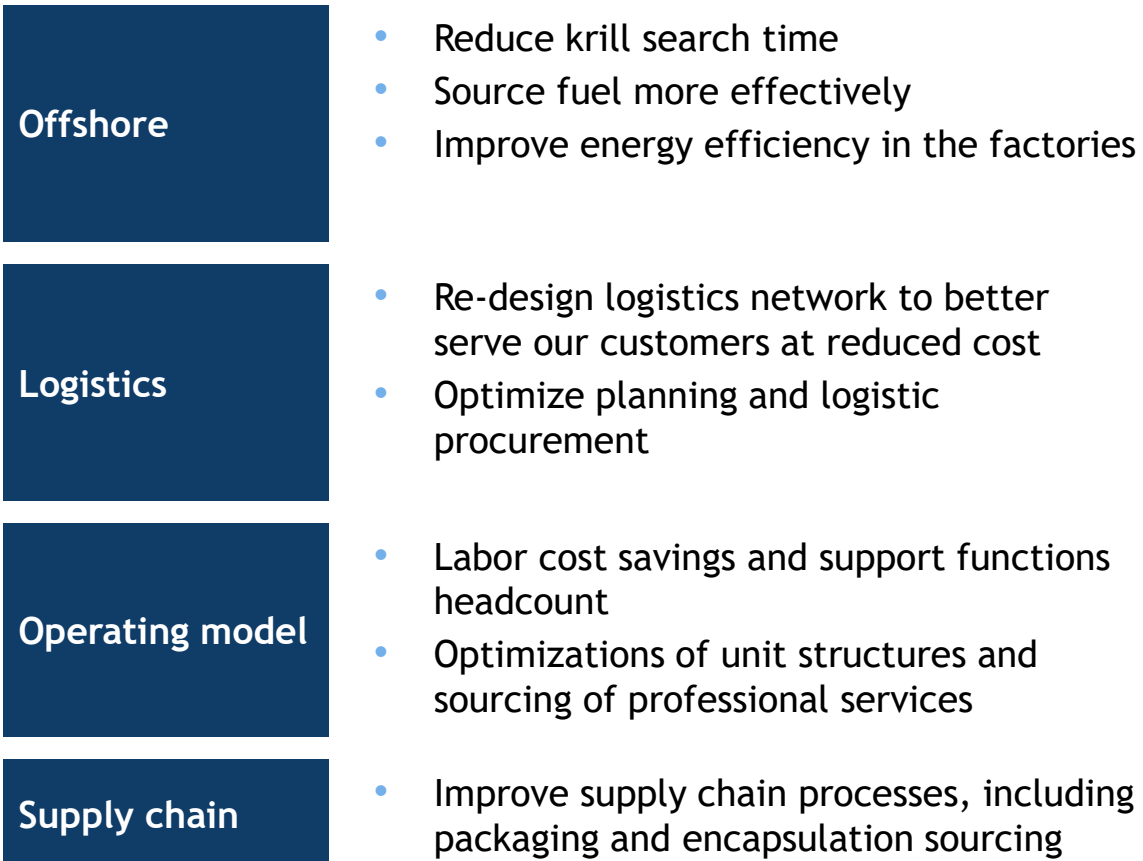 Offshore
• Reduce krill search time
• Source fuel more effectively
• Improve energy efficiency in the factories
Logistics
• Re-design logistics network to better
serve our customers at reduced cost
• Optimize planning and logistic
procurement
Operating model
• Labor cost savings and support functions
headcount
• Optimizations of unit structures and
sourcing of professional services
Supply chain
• Improve supply chain processes, including
packaging and encapsulation sourcing